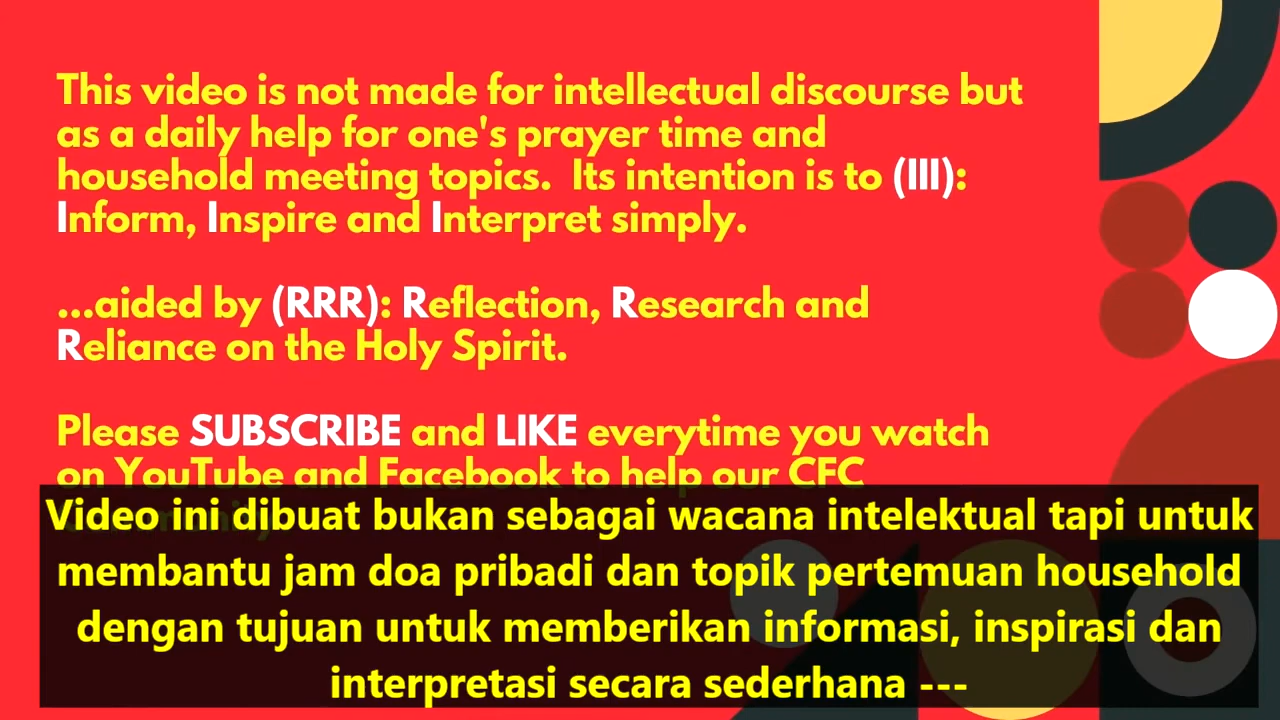 This video is not made for intellectual discourse but
as a daily help for one's prayer time and
household meeting topics.  Its intention is to (III):
Inform, Inspire and Interpret simply.
...aided by (RRR): Reflection, Research and
Reliance on the Holy Spirit.
Please SUBSCRIBE and LIKE everytime you watch
on YouTube and Facebook to help our CFC
Video ini dibuat bukan sebagai wacana intelektual tapi untuk
membantu jam doa pribadi dan topik pertemuan household
dengan tujuan untuk memberikan informasi, inspirasi dan
interpretasi secara sederhana ---